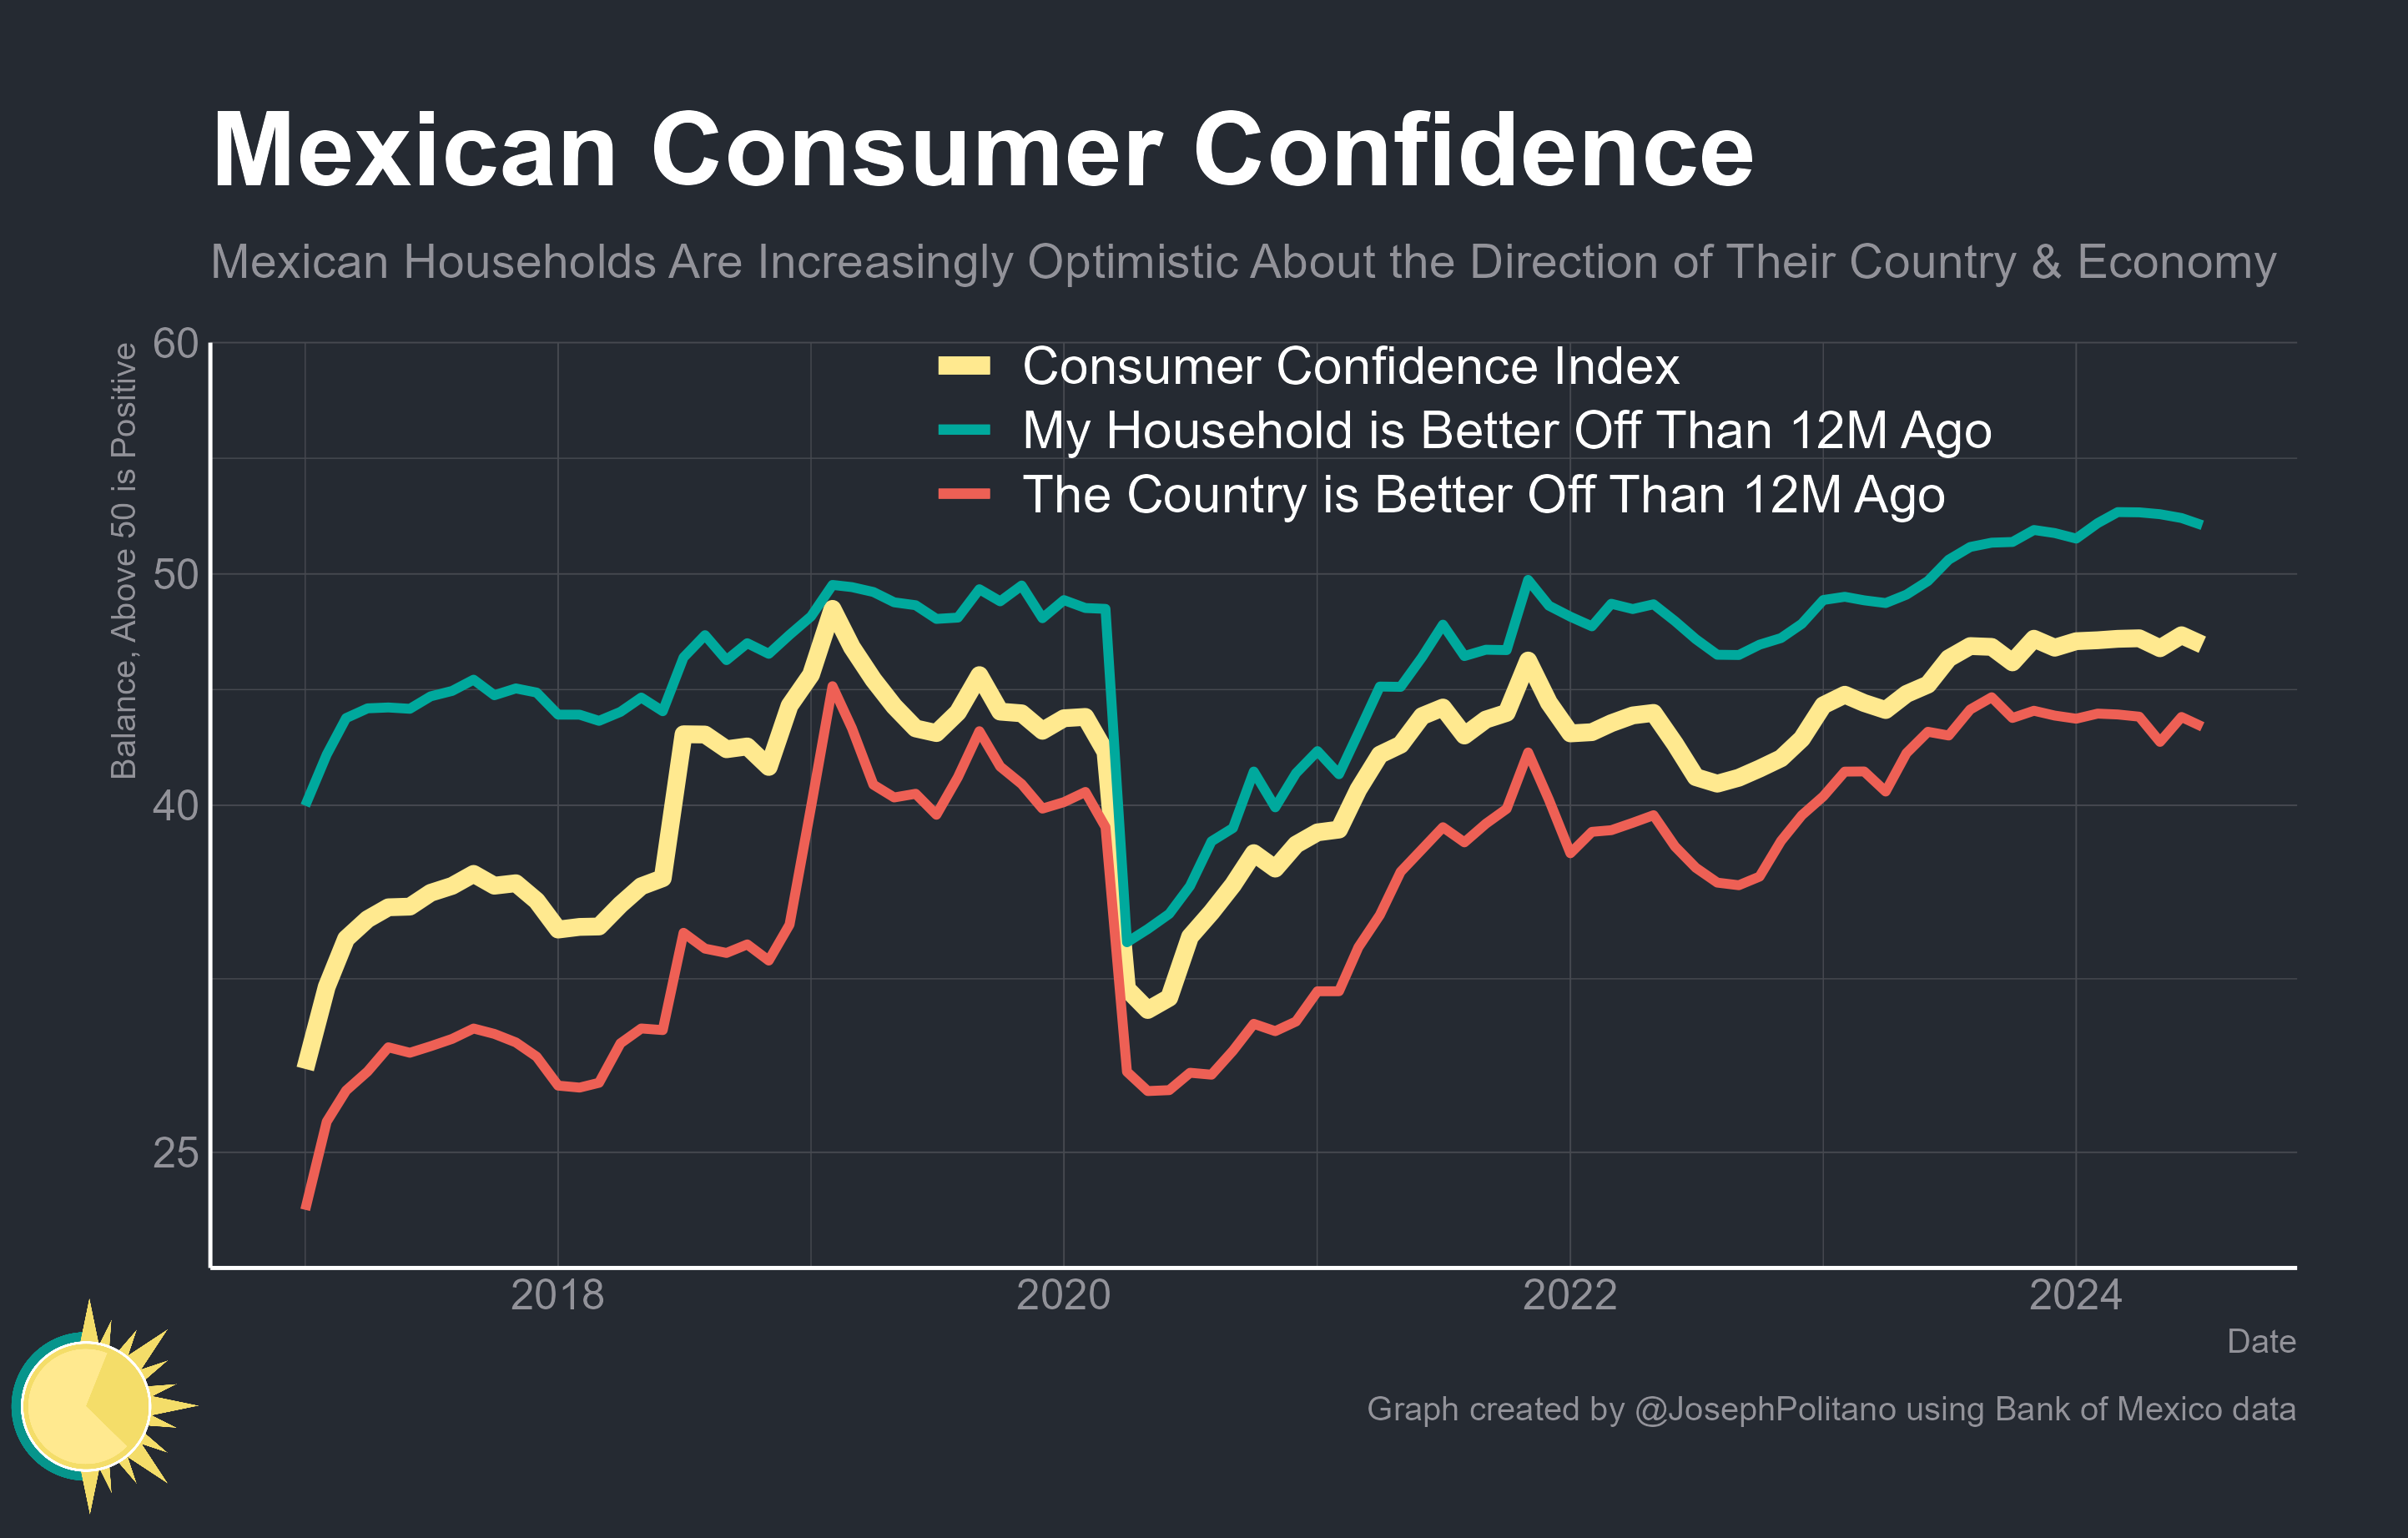 Mexican Consumer Confidence
Mexican Households Are Increasingly Optimistic About the Direction of Their Country & Economy
Balance, Above 50 is Positive
60
50
40
25
Consumer Confidence Index
My Household is Better Off Than 12M Ago
The Country is Better Off Than 12M Ago
2018
2020
2022
2024
Date
Graph created by @JosephPolitano using Bank of Mexico data